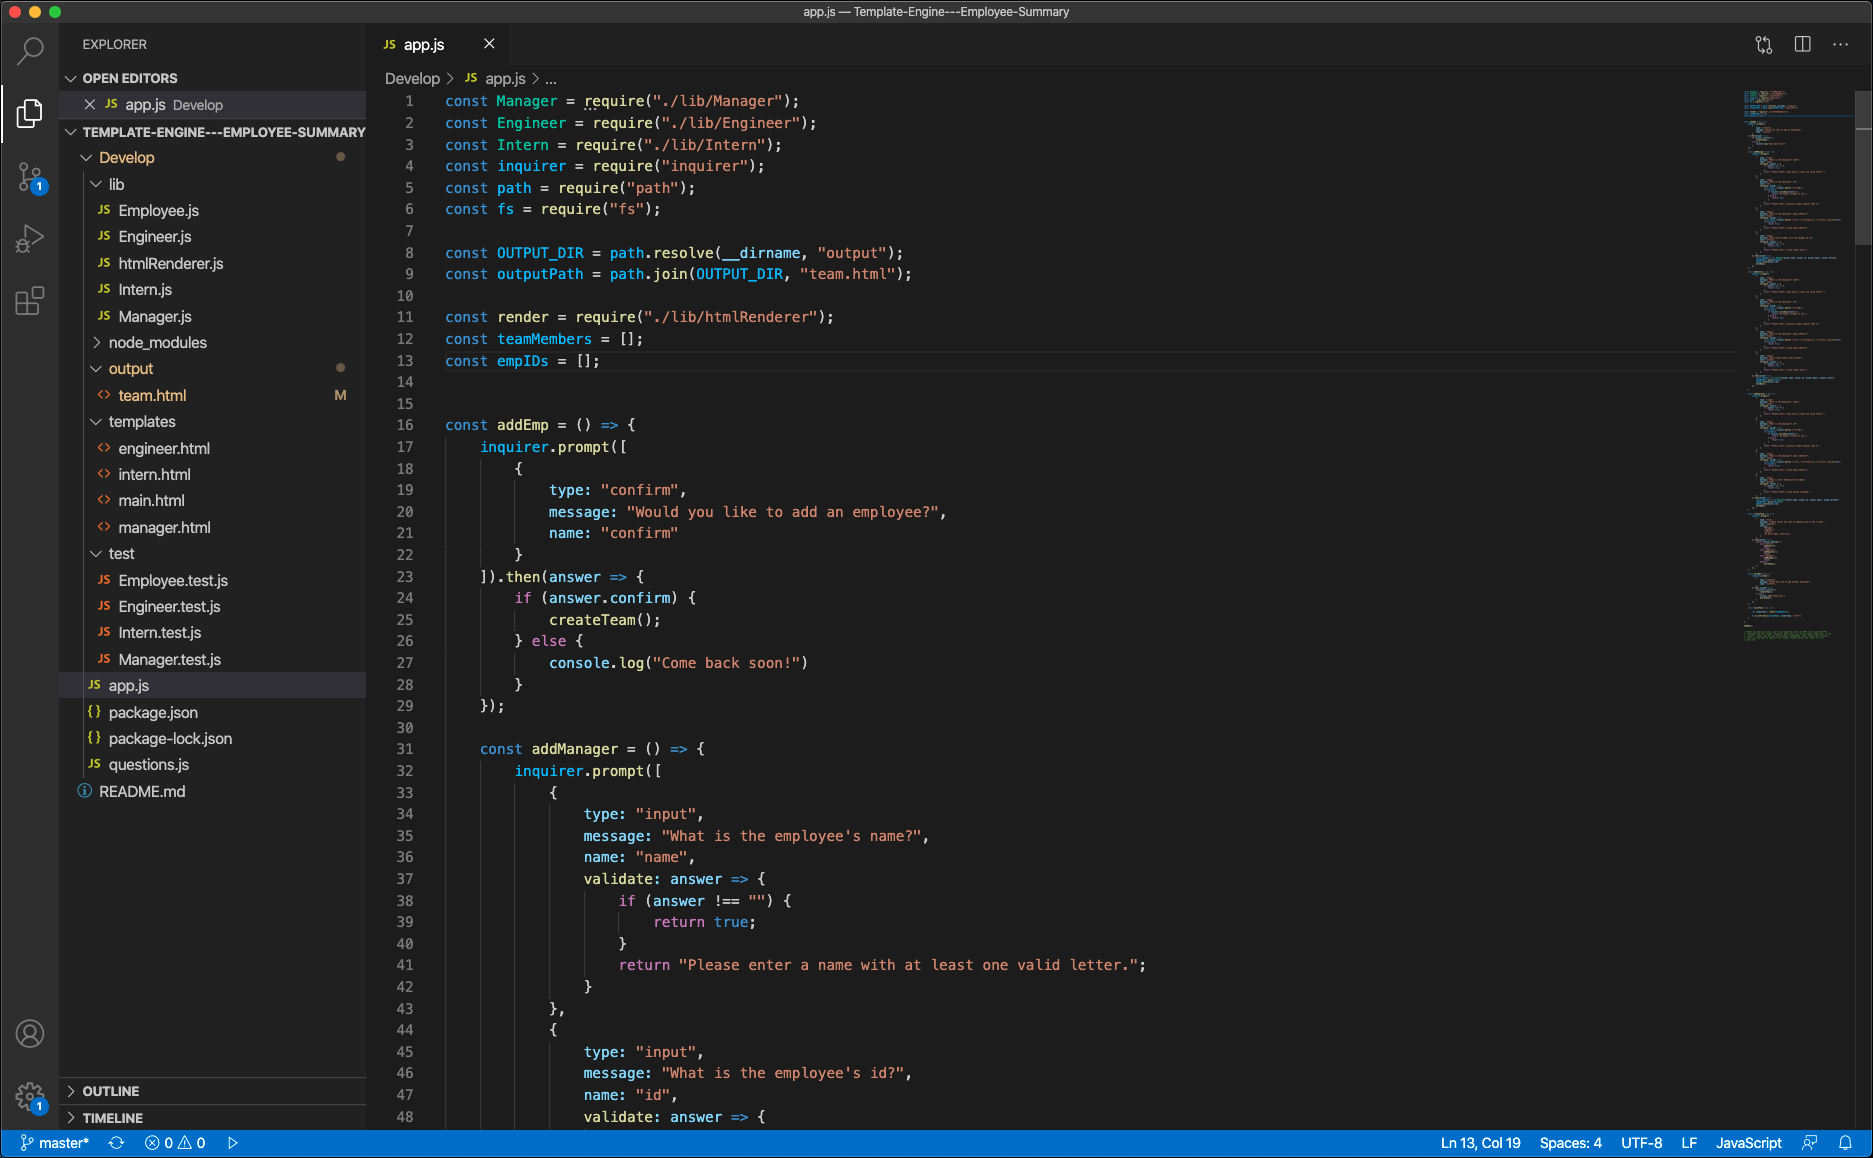 app.js — Template-Engine---Employee-Summary
EXPLORER
OPEN EDITORS
JS app.js Develop
TEMPLATE-ENGINE---EMPLOYEE-SUMMARY
Develop
lib
JS Employee.js
JS Engineer.js
JS htmlRenderer.js
JS Intern.js
JS Manager.js
node_modules
output
<> team.html M
templates
<> engineer.html
<> intern.html
<> main.html
<> manager.html
test
JS Employee.test.js
JS Engineer.test.js
JS Intern.test.js
JS Manager.test.js
JS app.js
{} package.json
{} package-lock.json
JS questions.js
README.md
OUTLINE
TIMELINE
1
1
JS app.js
Develop > JS app.js > ...
1 const Manager = require("./lib/Manager");
2 const Engineer = require("./lib/Engineer");
3 const Intern = require("./lib/Intern");
4 const inquirer = require("inquirer");
5 const path = require("path");
6 const fs = require("fs");
7
8 const OUTPUT_DIR = path.resolve(__dirname, "output");
9 const outputPath = path.join(OUTPUT_DIR, "team.html");
10
11 const render = require("./lib/htmlRenderer");
12 const teamMembers = [];
13 const empIDs = [];
14
15
16 const addEmp = () => {
17 inquirer.prompt([
18 {
19 type: "confirm",
20 message: "Would you like to add an employee?",
21 name: "confirm"
22 }
23 ]).then(answer => {
24 if (answer.confirm) {
25 createTeam();
26 } else {
27 console.log("Come back soon!")
28 }
29 });
30
31 const addManager = () => {
32 inquirer.prompt([
33 {
34 type: "input",
35 message: "What is the employee's name?",
36 name: "name",
37 validate: answer => {
38 if (answer !== "") {
39 return true;
40 }
41 return "Please enter a name with at least one valid letter.";
42 }
43 },
44 {
45 type: "input",
46 message: "What is the employee's id?",
47 name: "id",
48 validate: answer => {
master* 0 0 Ln 13, Col 19 Spaces: 4 UTF-8 LF JavaScript